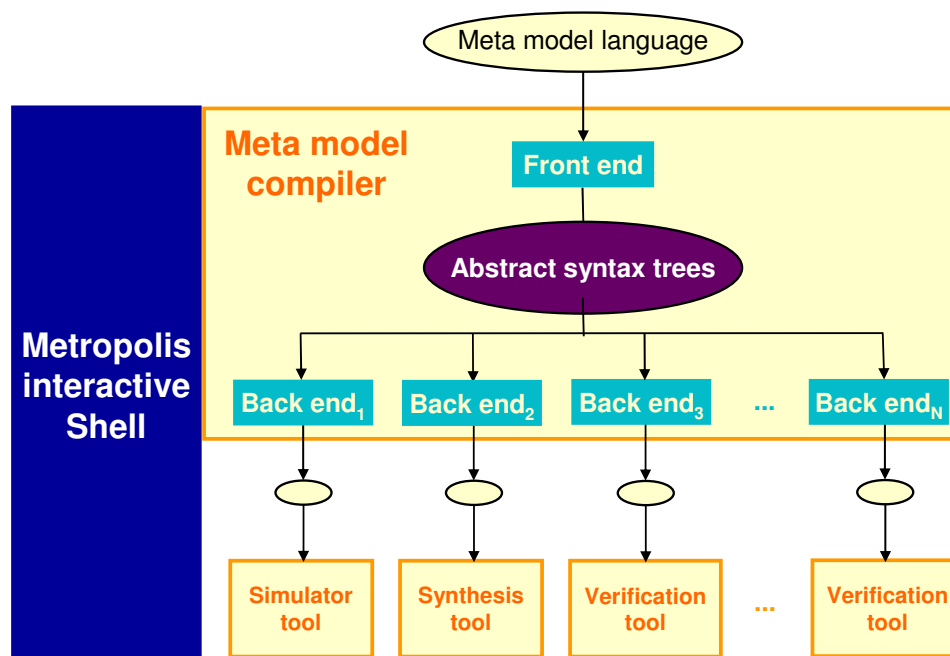 Meta model language
Meta model
compiler
Front end
Abstract syntax trees
Metropolis
interactive
Shell
Back end₁ Back end₂ Back end₃ ... Back endN
Simulator
tool
Synthesis
tool
Verification
tool
...
Verification
tool